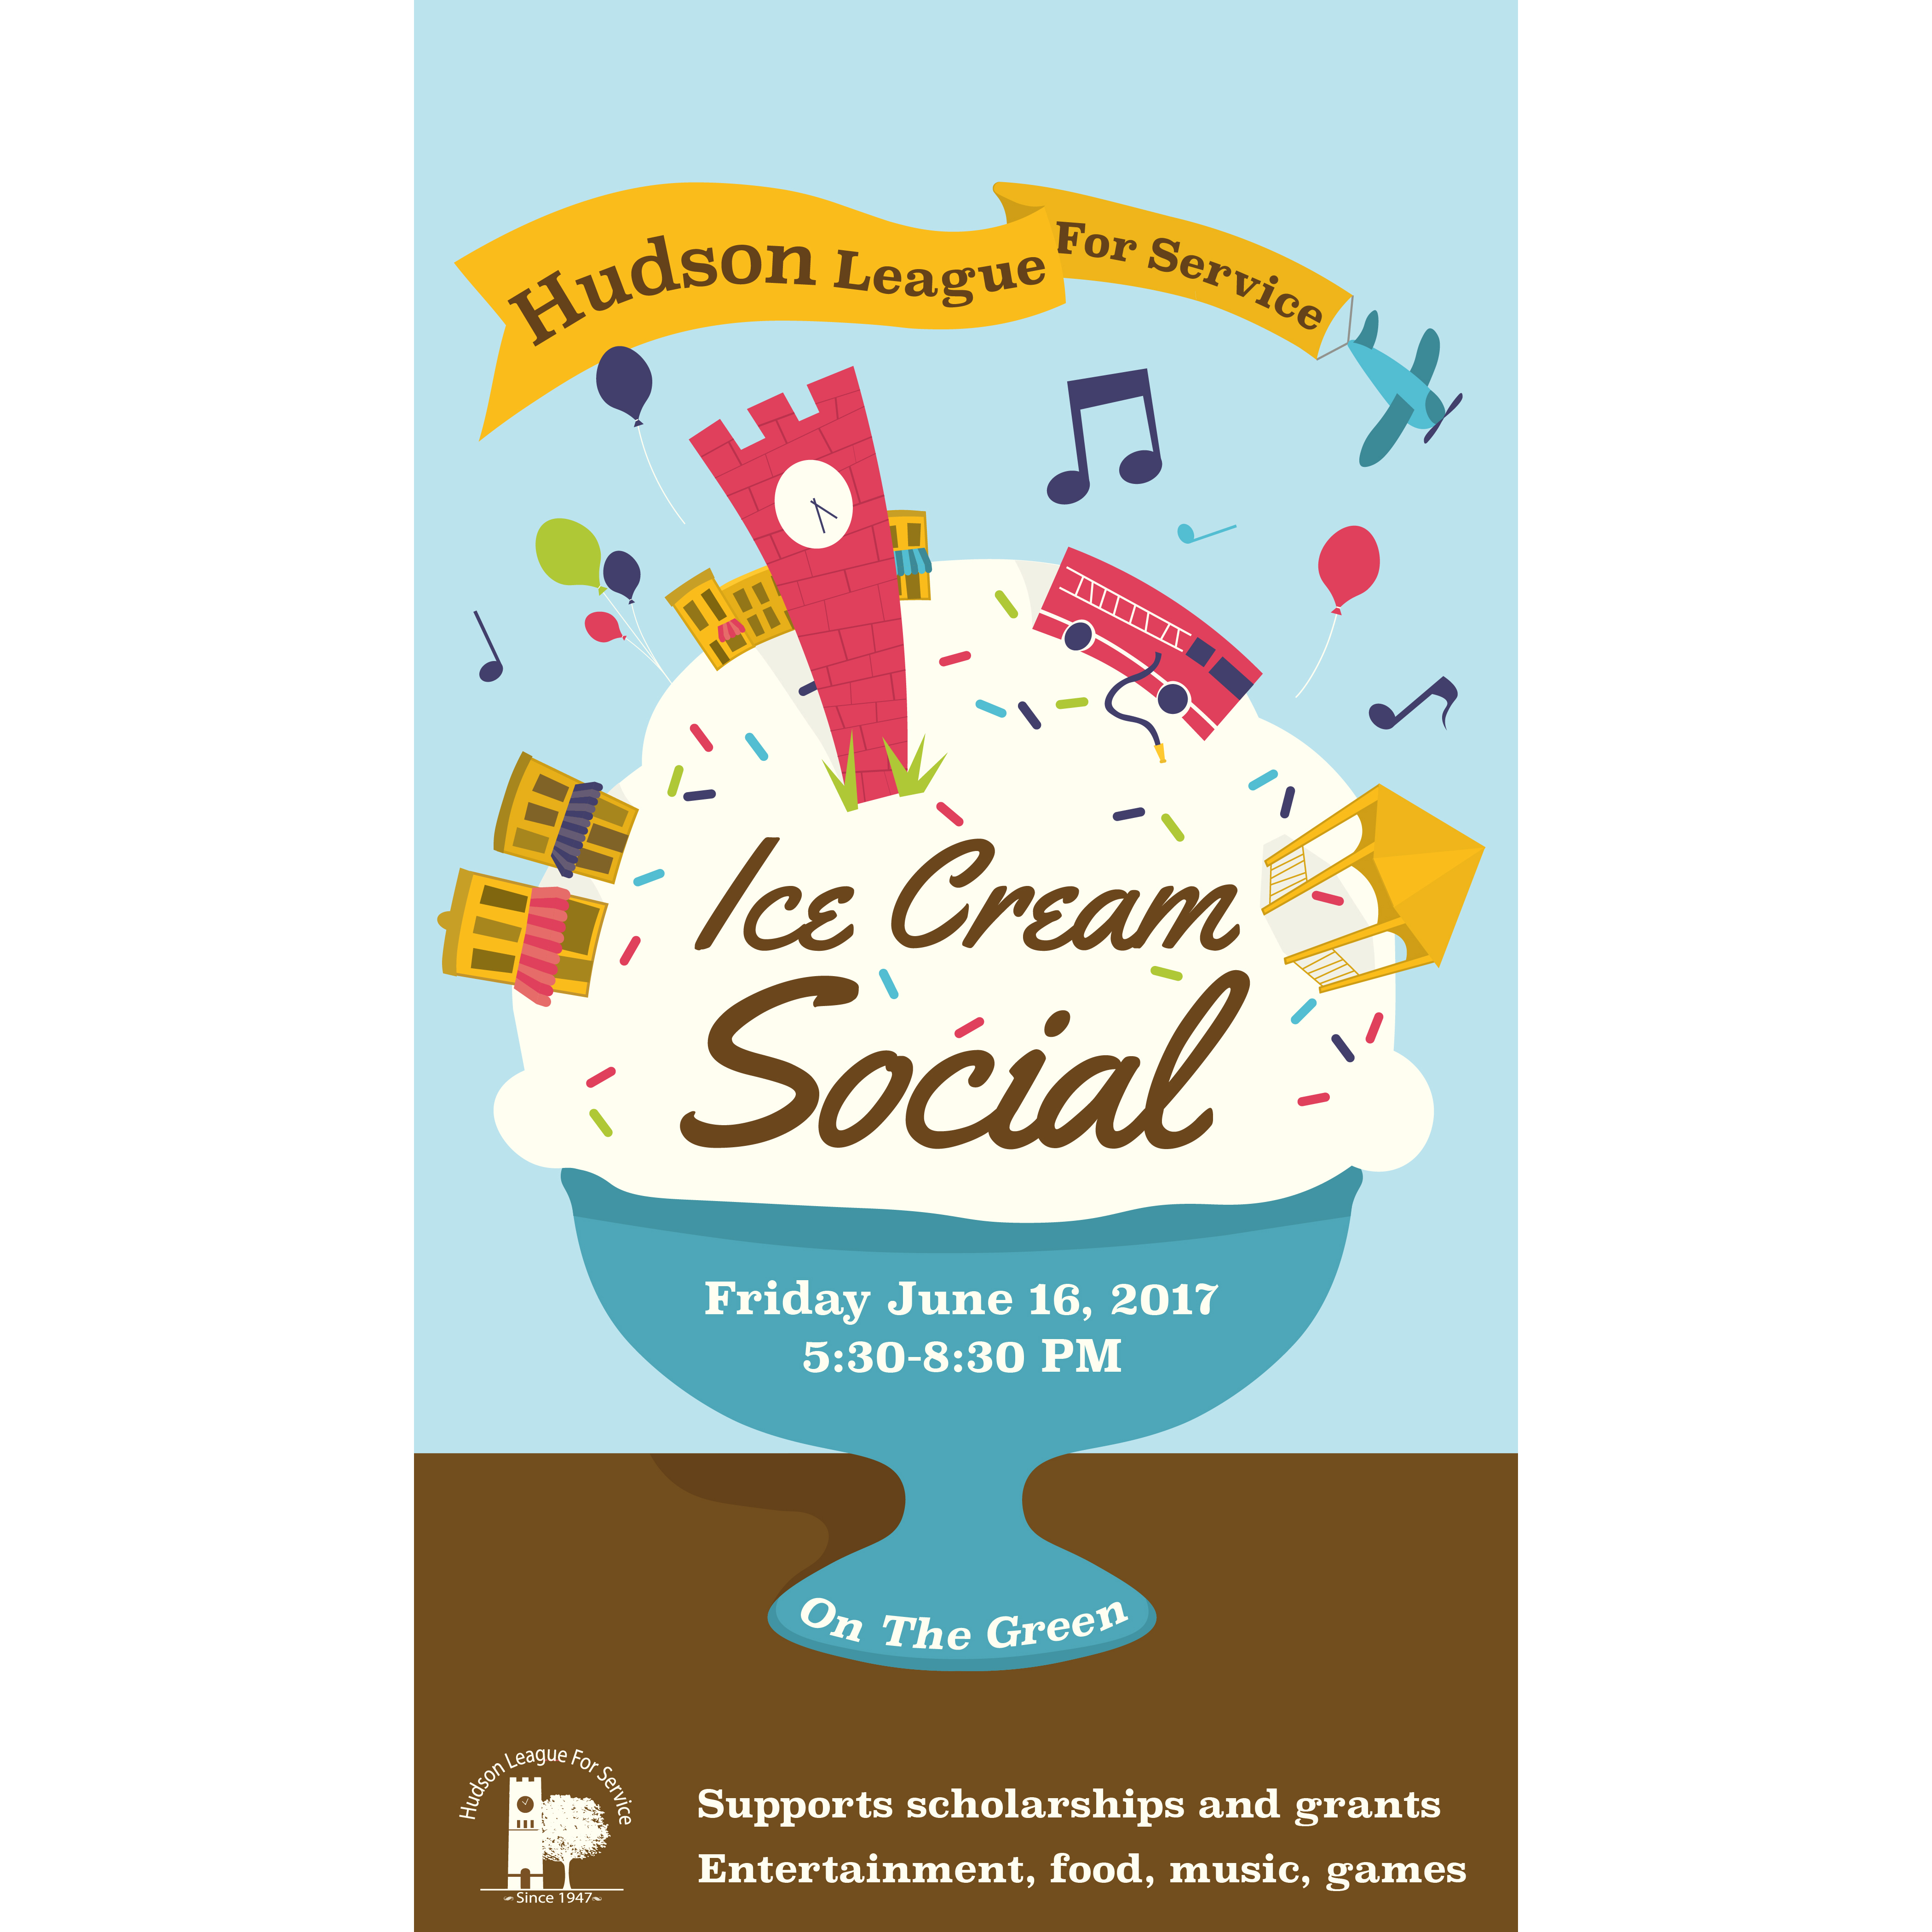 Hudson League For Service
Ice Cream
Social
Friday June 16, 2017
5:30-8:30 PM
On The Green
Hudson League For Service
Since 1947
Supports scholarships and grants
Entertainment, food, music, games